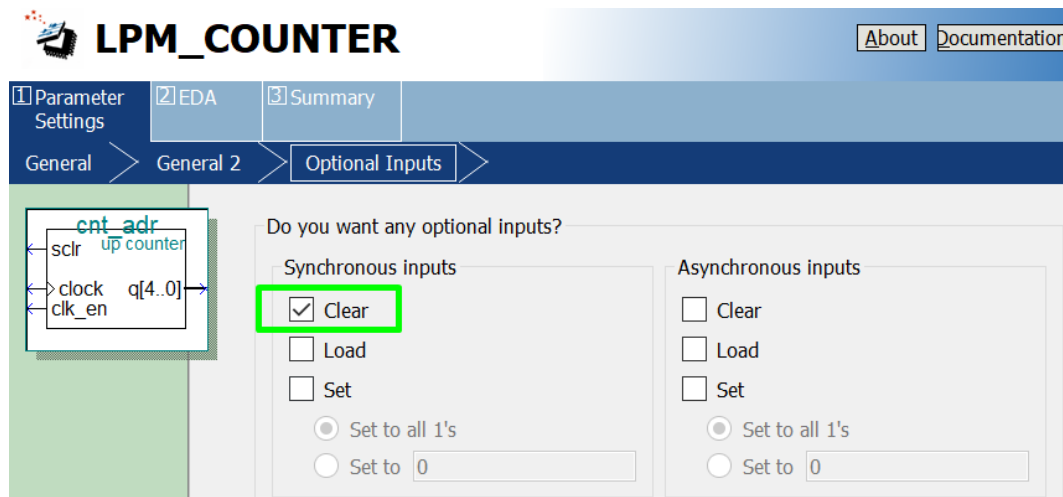 LPM_COUNTER
About
Documentation
1 Parameter Settings
2 EDA
3 Summary
General
General 2
Optional Inputs
cnt_adr
up counter
sclr
clock
q[4..0]
clk_en
Do you want any optional inputs?
Synchronous inputs
Clear
Load
Set
Set to all 1's
Set to 0
Asynchronous inputs
Clear
Load
Set
Set to all 1's
Set to 0